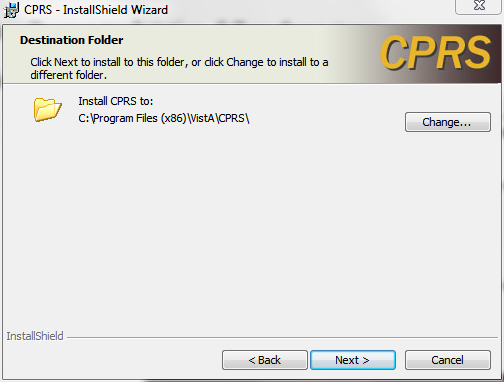 CPRS - InstallShield Wizard
Destination Folder
Click Next to install to this folder, or click Change to install to a
different folder.
CPRS
Install CPRS to:
C:\Program Files (x86)\VistA\CPRS\
Change...
InstallShield
< Back
Next >
Cancel